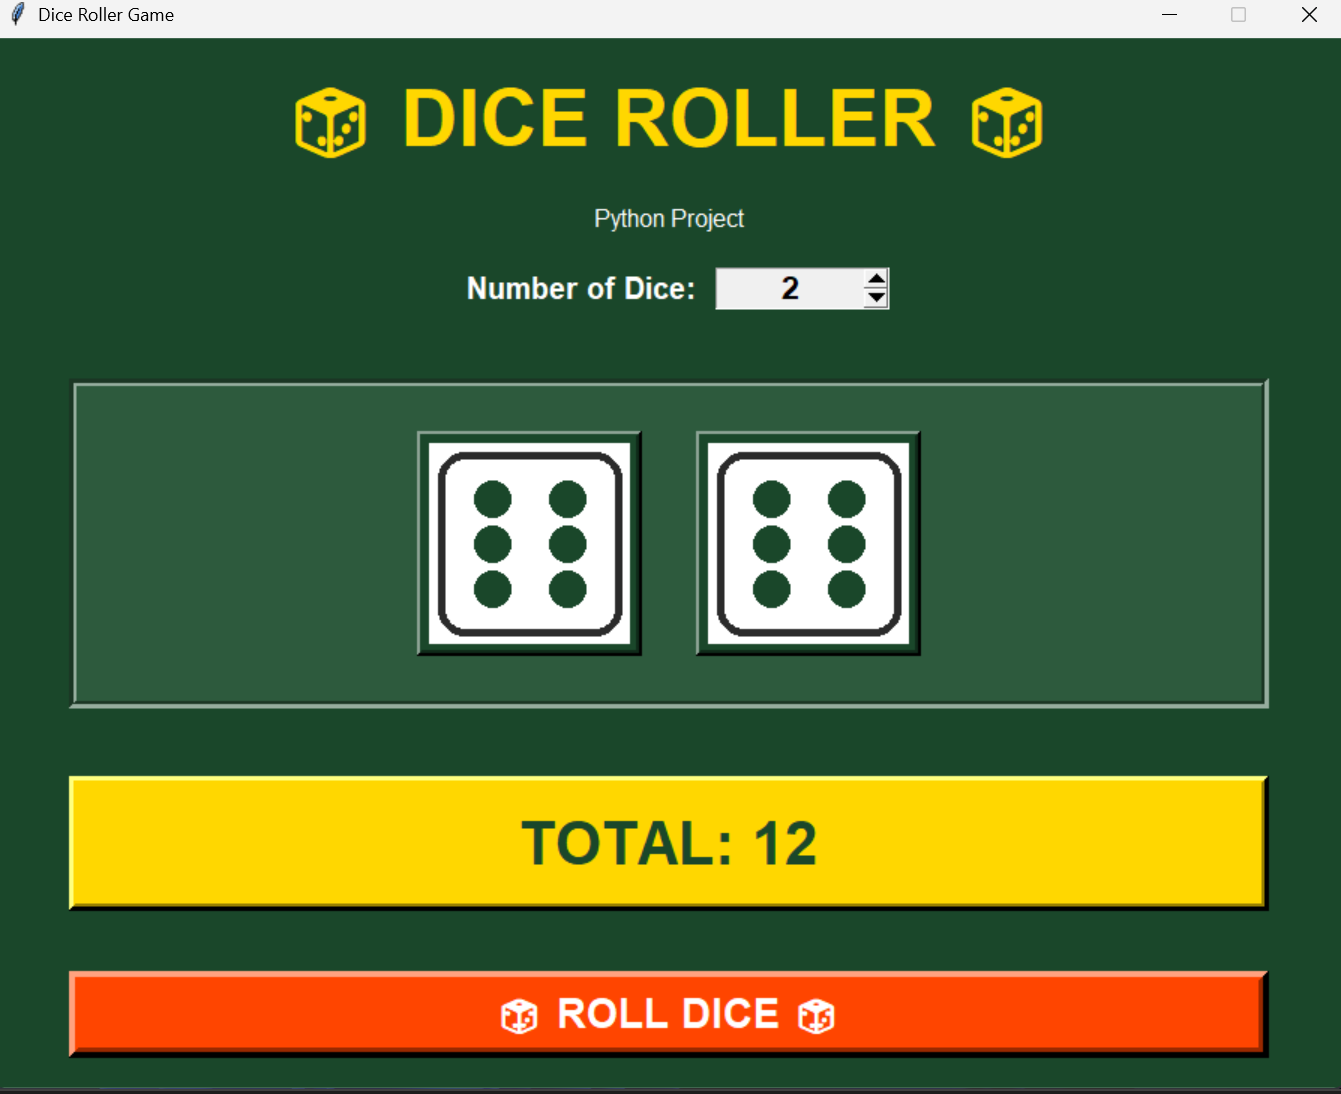 Dice Roller Game
🎲 DICE ROLLER 🎲
Python Project
Number of Dice: 2
TOTAL: 12
🎲 ROLL DICE 🎲